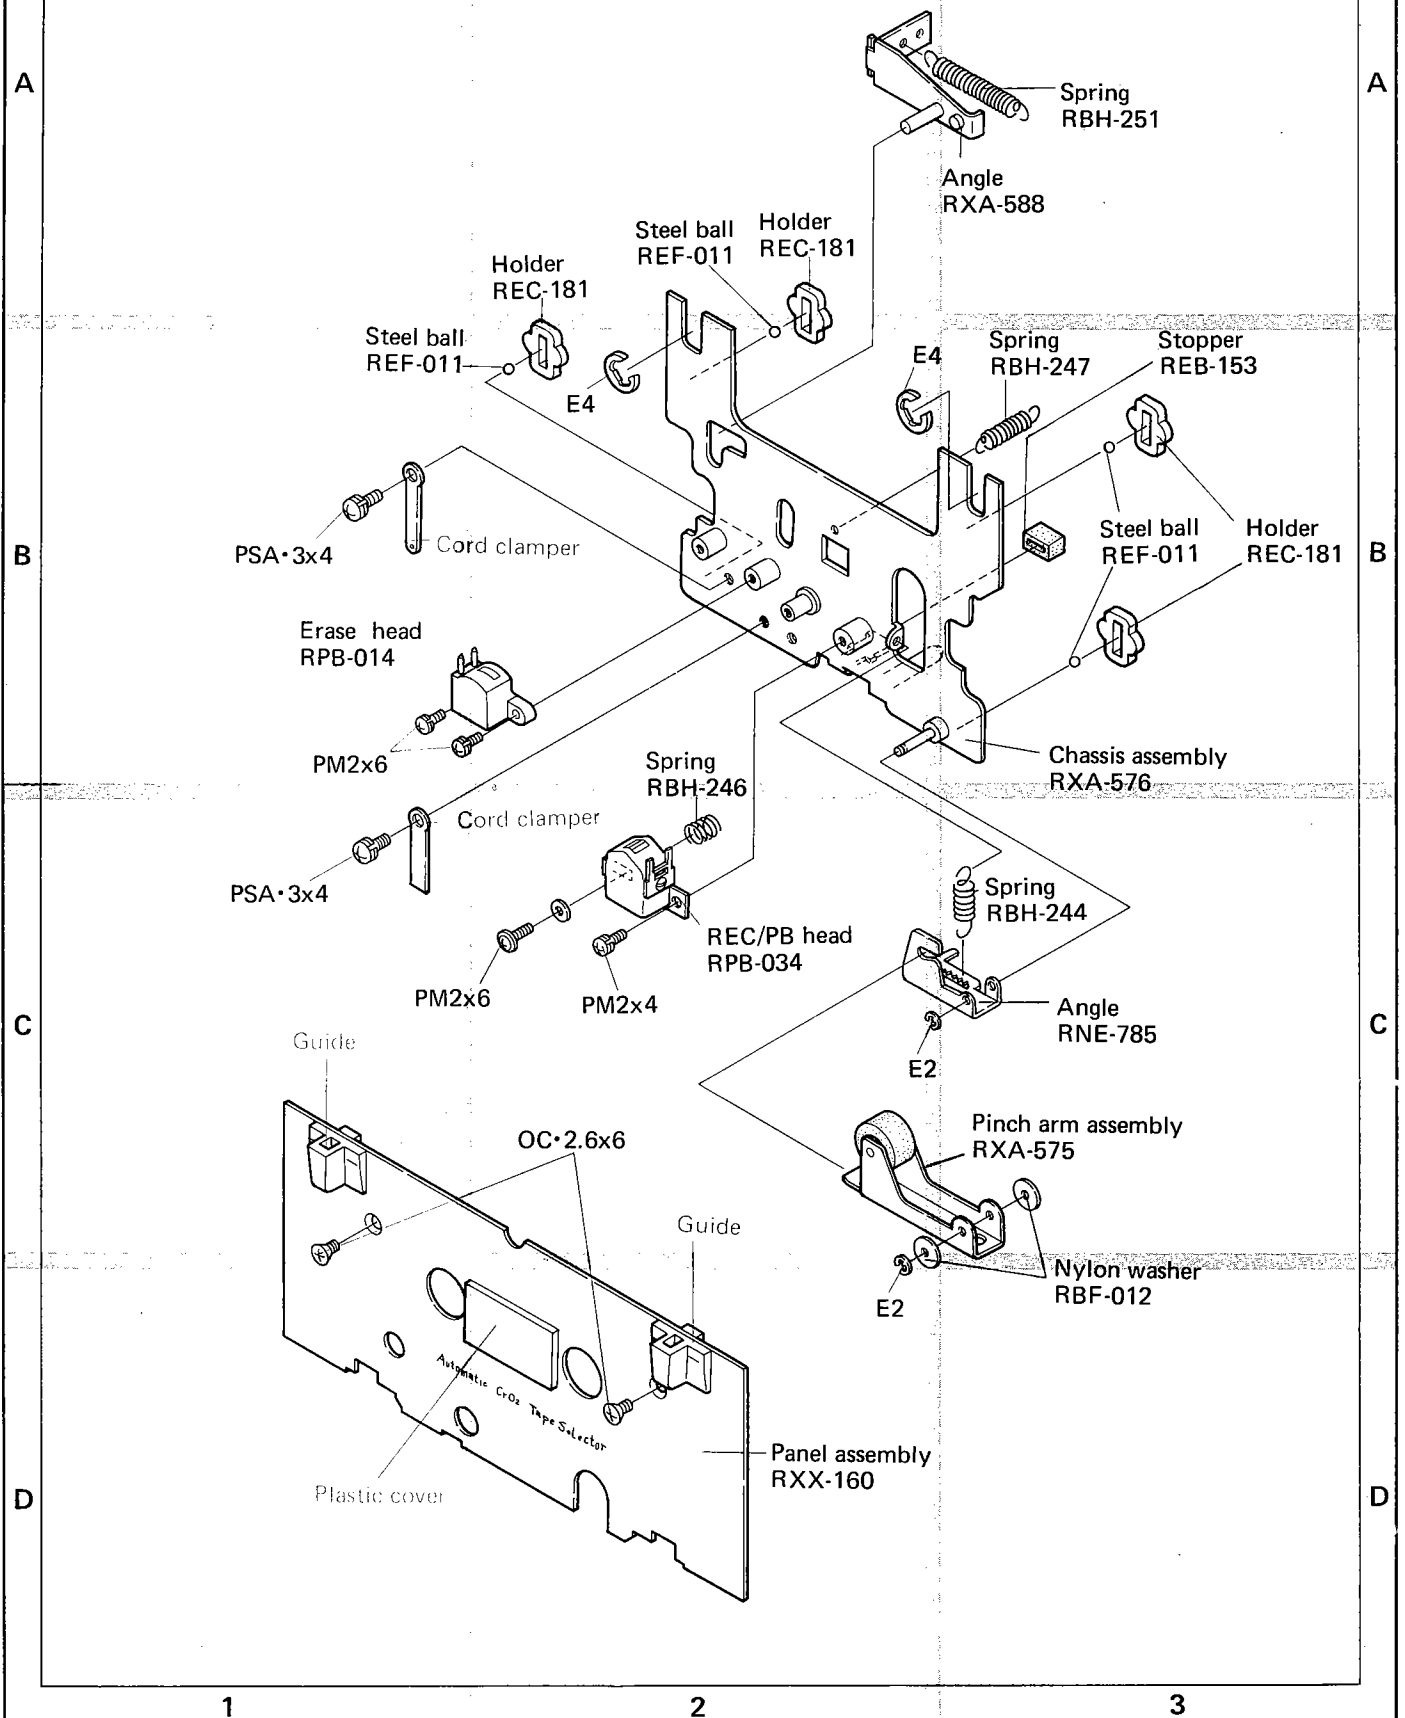 A
A
Spring
RBH-251
Angle
RXA-588
Steel ball
REF-011
Holder
REC-181
Holder
REC-181
Steel ball
REF-011
E4
E4
Spring
RBH-247
Stopper
REB-153
B
B
PSA•3x4
Cord clamper
Steel ball
REF-011
Holder
REC-181
Erase head
RPB-014
PM2x6
Chassis assembly
RXA-576
Spring
RBH-246
Cord clamper
PSA•3x4
Spring
RBH-244
REC/PB head
RPB-034
PM2x6
PM2x4
Angle
RNE-785
C
C
E2
Guide
OC•2.6x6
Pinch arm assembly
RXA-575
Guide
Nylon washer
RBF-012
E2
Automatic CrO₂ Tape Selector
Panel assembly
RXX-160
Plastic cover
D
D
1
2
3